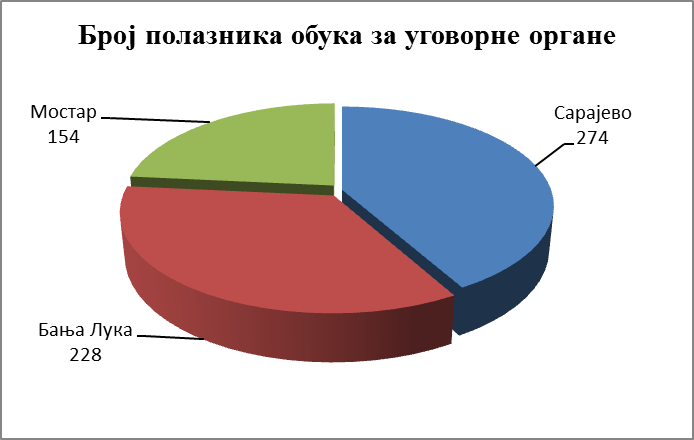 Број полазника обука за уговорне органе
Мостар
154
Сарајево
274
Бања Лука
228